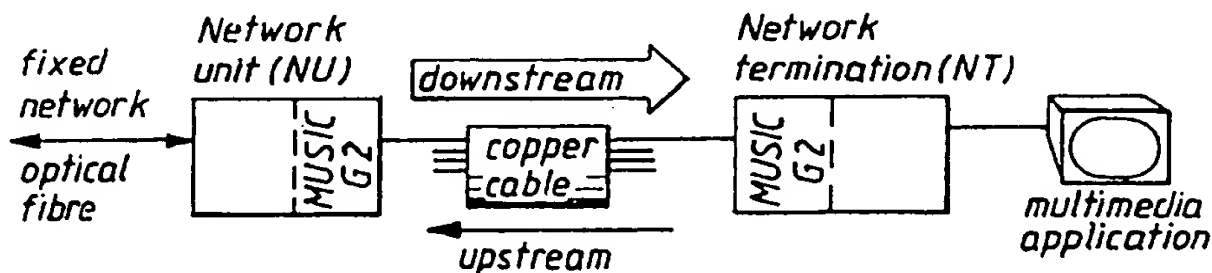 fixed
network
optical
fibre
Network
unit (NU)
MUSIC
G2
downstream
copper
cable
upstream
Network
termination (NT)
MUSIC
G2
multimedia
application